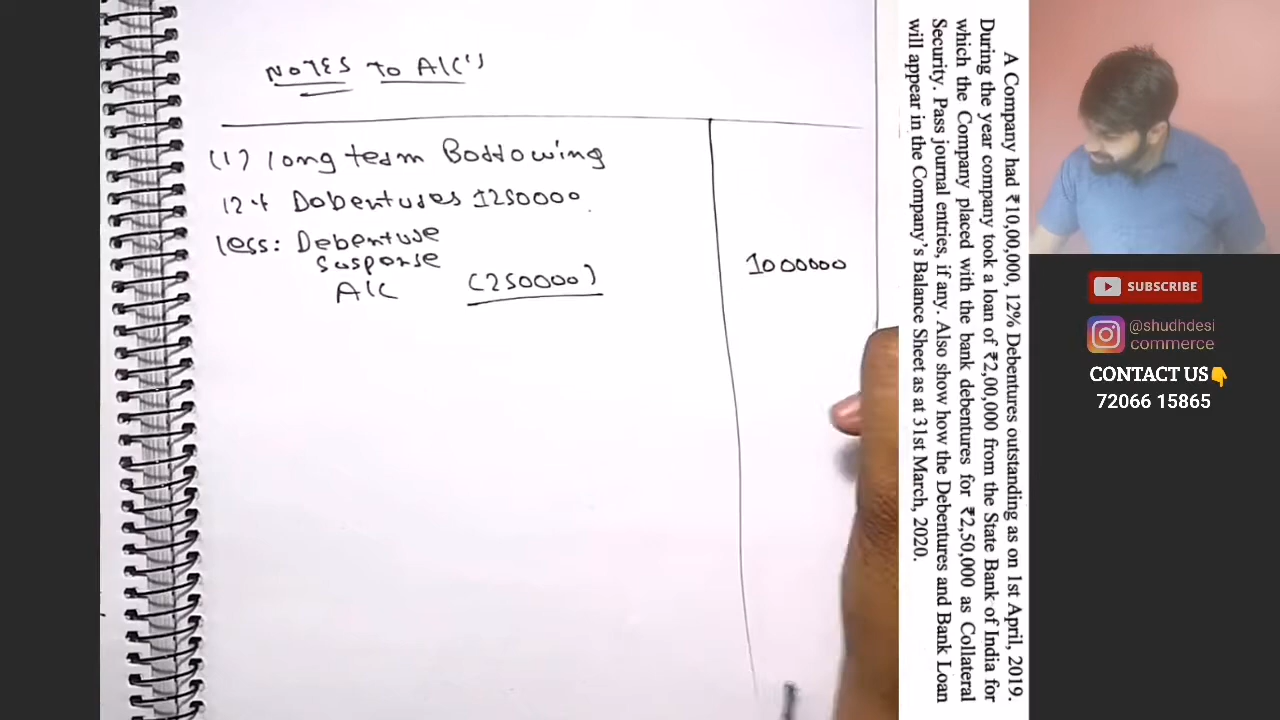 NOTES TO A/C's
(1) long term Borrowing
12% Debentures 1250000
less: Debenture
Suspense
A/C (250000)
1000000
A Company had ₹10,00,000, 12% Debentures outstanding as on 1st April, 2019.
During the year company took a loan of ₹2,00,000 from the State Bank of India for
which the Company placed with the bank debentures for ₹2,50,000 as Collateral
Security. Pass journal entries, if any. Also show how the Debentures and Bank Loan
will appear in the Company's Balance Sheet as at 31st March, 2020.
SUBSCRIBE
@shudhdesi
commerce
CONTACT US👇
72066 15865